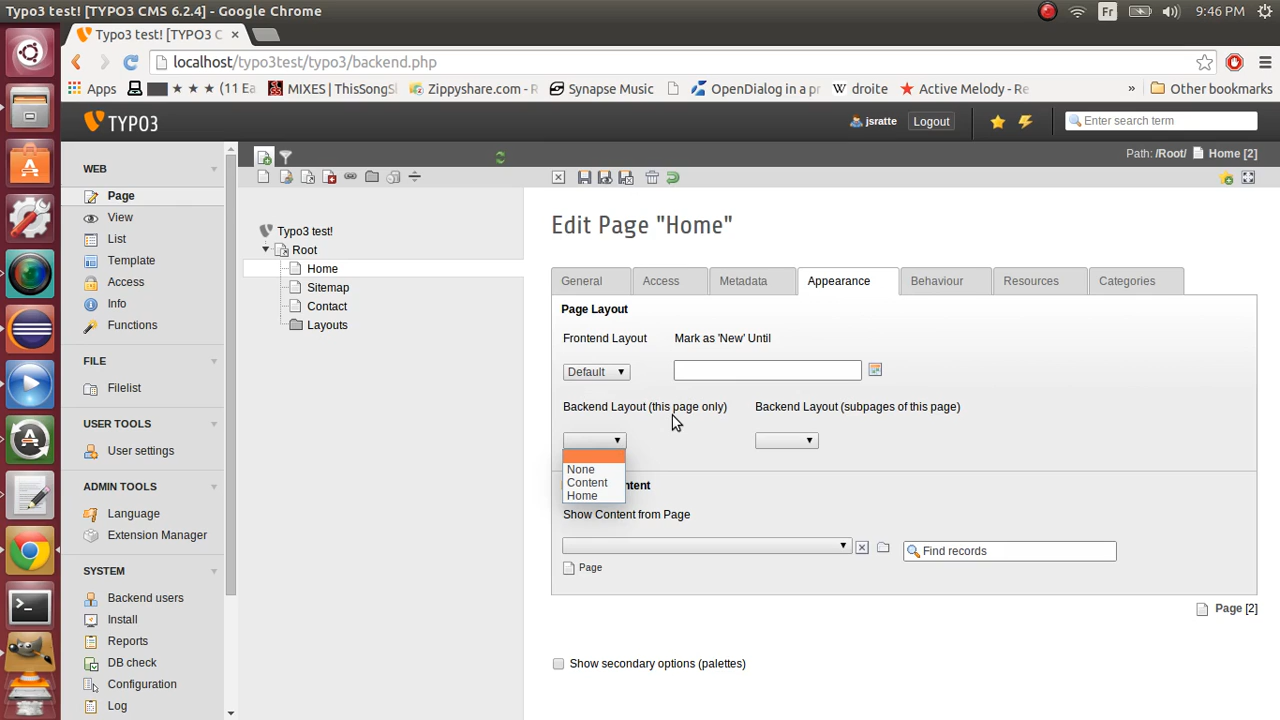 Typo3 test! [TYPO3 CMS 6.2.4] - Google Chrome
Fr
9:46 PM
Typo3 test! [TYPO3 C
localhost/typo3test/typo3/backend.php
Apps
★ ★ ★ (11 Ea
MIXES | ThisongSl
Zippyshare.com - R
Synapse Music
OpenDialog in a pr
W droite
Active Melody - Re
»
Other bookmarks
TYPO3
jsratte
Logout
Enter search term
Path: /Root/ Home [2]
WEB
Page
View
List
Template
Access
Info
Functions
FILE
Filelist
USER TOOLS
User settings
ADMIN TOOLS
Language
Extension Manager
SYSTEM
Backend users
Install
Reports
DB check
Configuration
Log
Typo3 test!
Root
Home
Sitemap
Contact
Layouts
Edit Page "Home"
General
Access
Metadata
Appearance
Behaviour
Resources
Categories
Page Layout
Frontend Layout
Mark as 'New' Until
Default
Backend Layout (this page only)
Backend Layout (subpages of this page)
None
Content
Home
ntent
Show Content from Page
Find records
Page
Page [2]
Show secondary options (palettes)